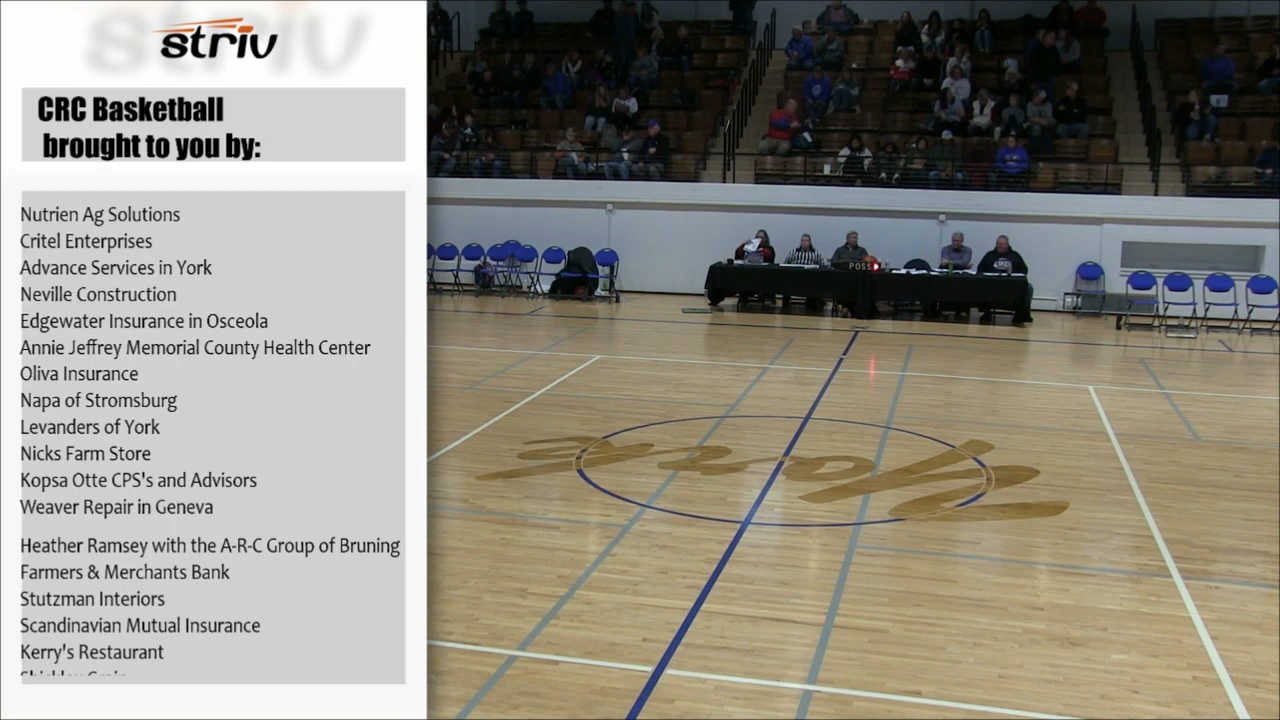 striv
CRC Basketball
brought to you by:
Nutrien Ag Solutions
Critel Enterprises
Advance Services in York
Neville Construction
Edgewater Insurance in Osceola
Annie Jeffrey Memorial County Health Center
Oliva Insurance
Napa of Stromsburg
Levanders of York
Nicks Farm Store
Kopsa Otte CPS's and Advisors
Weaver Repair in Geneva
Heather Ramsey with the A-R-C Group of Bruning
Farmers & Merchants Bank
Stutzman Interiors
Scandinavian Mutual Insurance
Kerry's Restaurant
POSS
York